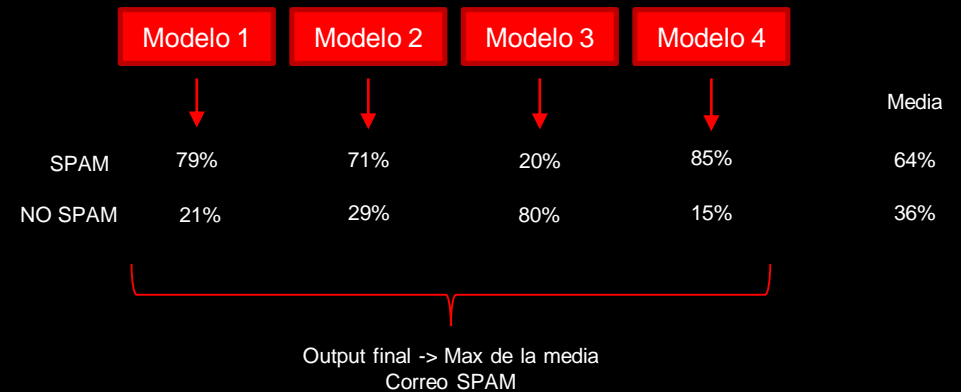 Modelo 1 Modelo 2 Modelo 3 Modelo 4
Media
SPAM 79% 71% 20% 85% 64%
NO SPAM 21% 29% 80% 15% 36%
Output final -> Max de la media
Correo SPAM